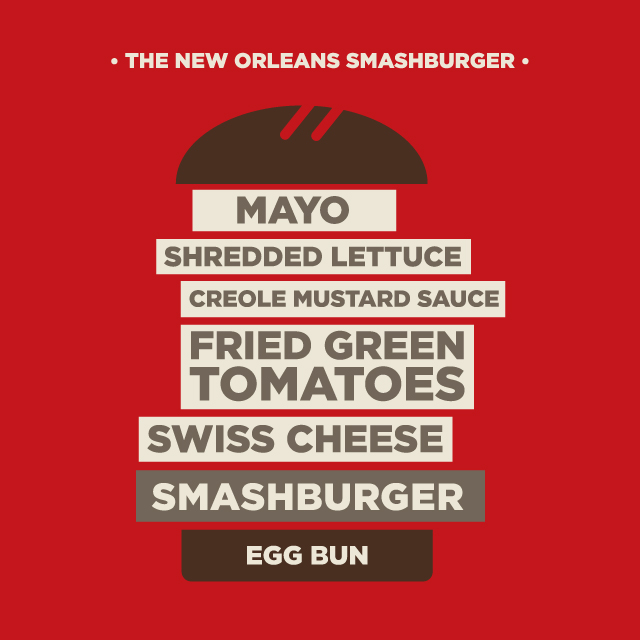 • THE NEW ORLEANS SMASHBURGER •
MAYO
SHREDDED LETTUCE
CREOLE MUSTARD SAUCE
FRIED GREEN
TOMATOES
SWISS CHEESE
SMASHBURGER
EGG BUN